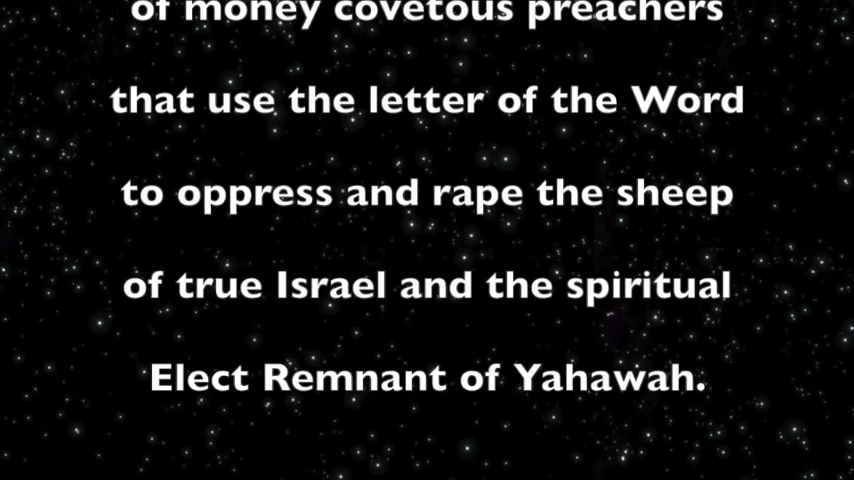 of money covetous preachers
that use the letter of the Word
to oppress and rape the sheep
of true Israel and the spiritual
Elect Remnant of Yahawah.